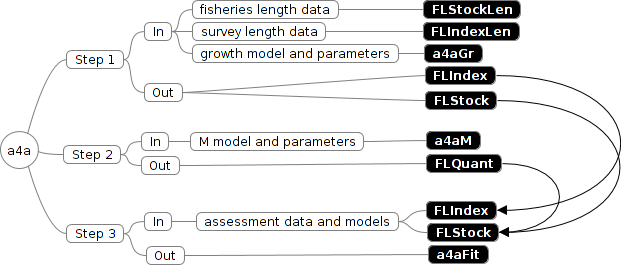 a4a
Step 1
In
fisheries length data
FLStockLen
survey length data
FLIndexLen
growth model and parameters
a4aGr
Out
FLIndex
FLStock
Step 2
In
M model and parameters
a4aM
Out
FLQuant
Step 3
In
assessment data and models
FLIndex
FLStock
Out
a4aFit